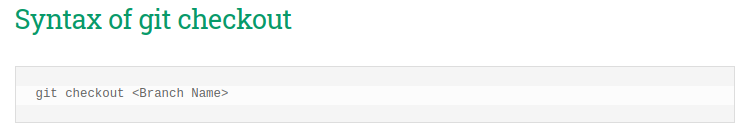 Syntax of git checkout
git checkout <Branch Name>